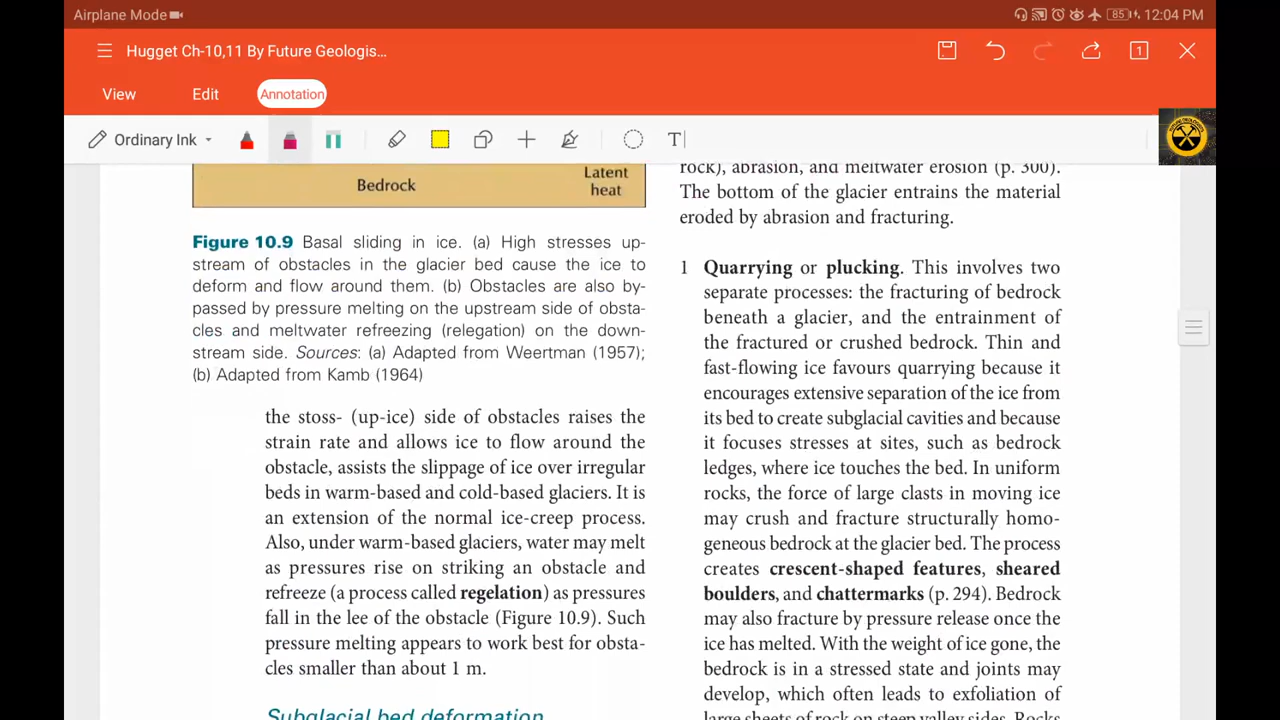 Airplane Mode
85
12:04 PM
Hugget Ch-10,11 By Future Geologis...
1
View
Edit
Annotation
Ordinary Ink
T
Bedrock
Latent
heat
Figure 10.9 Basal sliding in ice. (a) High stresses up-
stream of obstacles in the glacier bed cause the ice to
deform and flow around them. (b) Obstacles are also by-
passed by pressure melting on the upstream side of obsta-
cles and meltwater refreezing (relegation) on the down-
stream side. Sources: (a) Adapted from Weertman (1957);
(b) Adapted from Kamb (1964)
the stoss- (up-ice) side of obstacles raises the
strain rate and allows ice to flow around the
obstacle, assists the slippage of ice over irregular
beds in warm-based and cold-based glaciers. It is
an extension of the normal ice-creep process.
Also, under warm-based glaciers, water may melt
as pressures rise on striking an obstacle and
refreeze (a process called regelation) as pressures
fall in the lee of the obstacle (Figure 10.9). Such
pressure melting appears to work best for obsta-
cles smaller than about 1 m.
Subglacial bed deformation
rock), abrasion, and meltwater erosion (p. 300).
The bottom of the glacier entrains the material
eroded by abrasion and fracturing.
1 Quarrying or plucking. This involves two
separate processes: the fracturing of bedrock
beneath a glacier, and the entrainment of
the fractured or crushed bedrock. Thin and
fast-flowing ice favours quarrying because it
encourages extensive separation of the ice from
its bed to create subglacial cavities and because
it focuses stresses at sites, such as bedrock
ledges, where ice touches the bed. In uniform
rocks, the force of large clasts in moving ice
may crush and fracture structurally homo-
geneous bedrock at the glacier bed. The process
creates crescent-shaped features, sheared
boulders, and chattermarks (p. 294). Bedrock
may also fracture by pressure release once the
ice has melted. With the weight of ice gone, the
bedrock is in a stressed state and joints may
develop, which often leads to exfoliation of
large sheets of rock on steep valley sides. Rocks